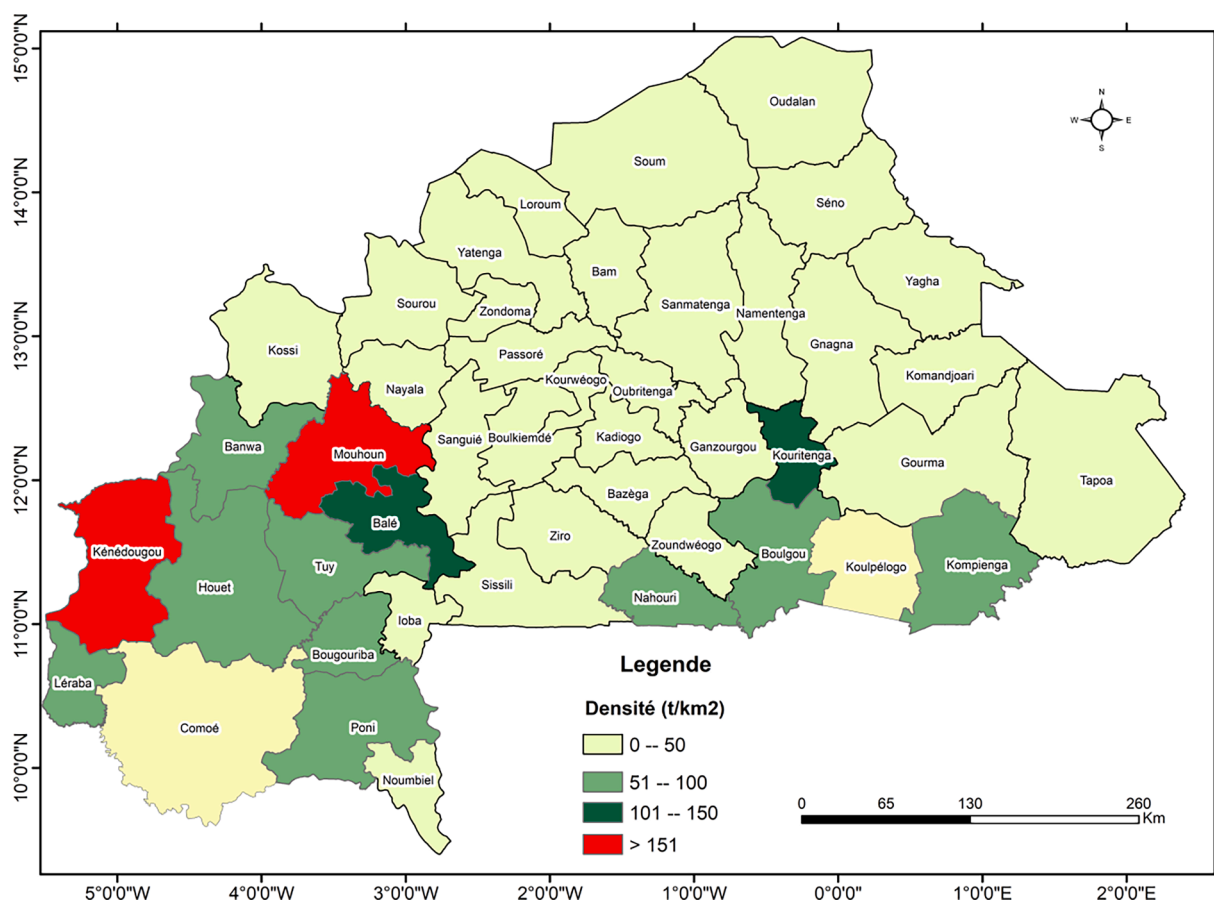 15°0'0"N
14°0'0"N
13°0'0"N
12°0'0"N
11°0'0"N
10°0'0"N
N
W
E
S
Oudalan
Soum
Séno
Loroum
Yatenga
Bam
Yagha
Sourou
Zondoma
Sanmatenga
Namentenga
Gnagna
Kossi
Passoré
Komandjoari
Nayala
Kourwéogo
Oubritenga
Sanguié
Boulkiemdé
Kadiogo
Ganzourgou
Kouritenga
Gourma
Banwa
Mouhoun
Tapoa
Bazèga
Balé
Ziro
Zoundwéogo
Boulgou
Koulpélogo
Kompienga
Kénédougou
Houet
Tuy
Sissili
Nahouri
Ioba
Bougouriba
Léraba
Comoé
Poni
Noumbiel
Legende
Densité (t/km2)
0 -- 50
51 -- 100
101 -- 150
> 151
0 65 130 260
Km
5°0'0"W 4°0'0"W 3°0'0"W 2°0'0"W 1°0'0"W 0°0'0" 1°0'0"E 2°0'0"E